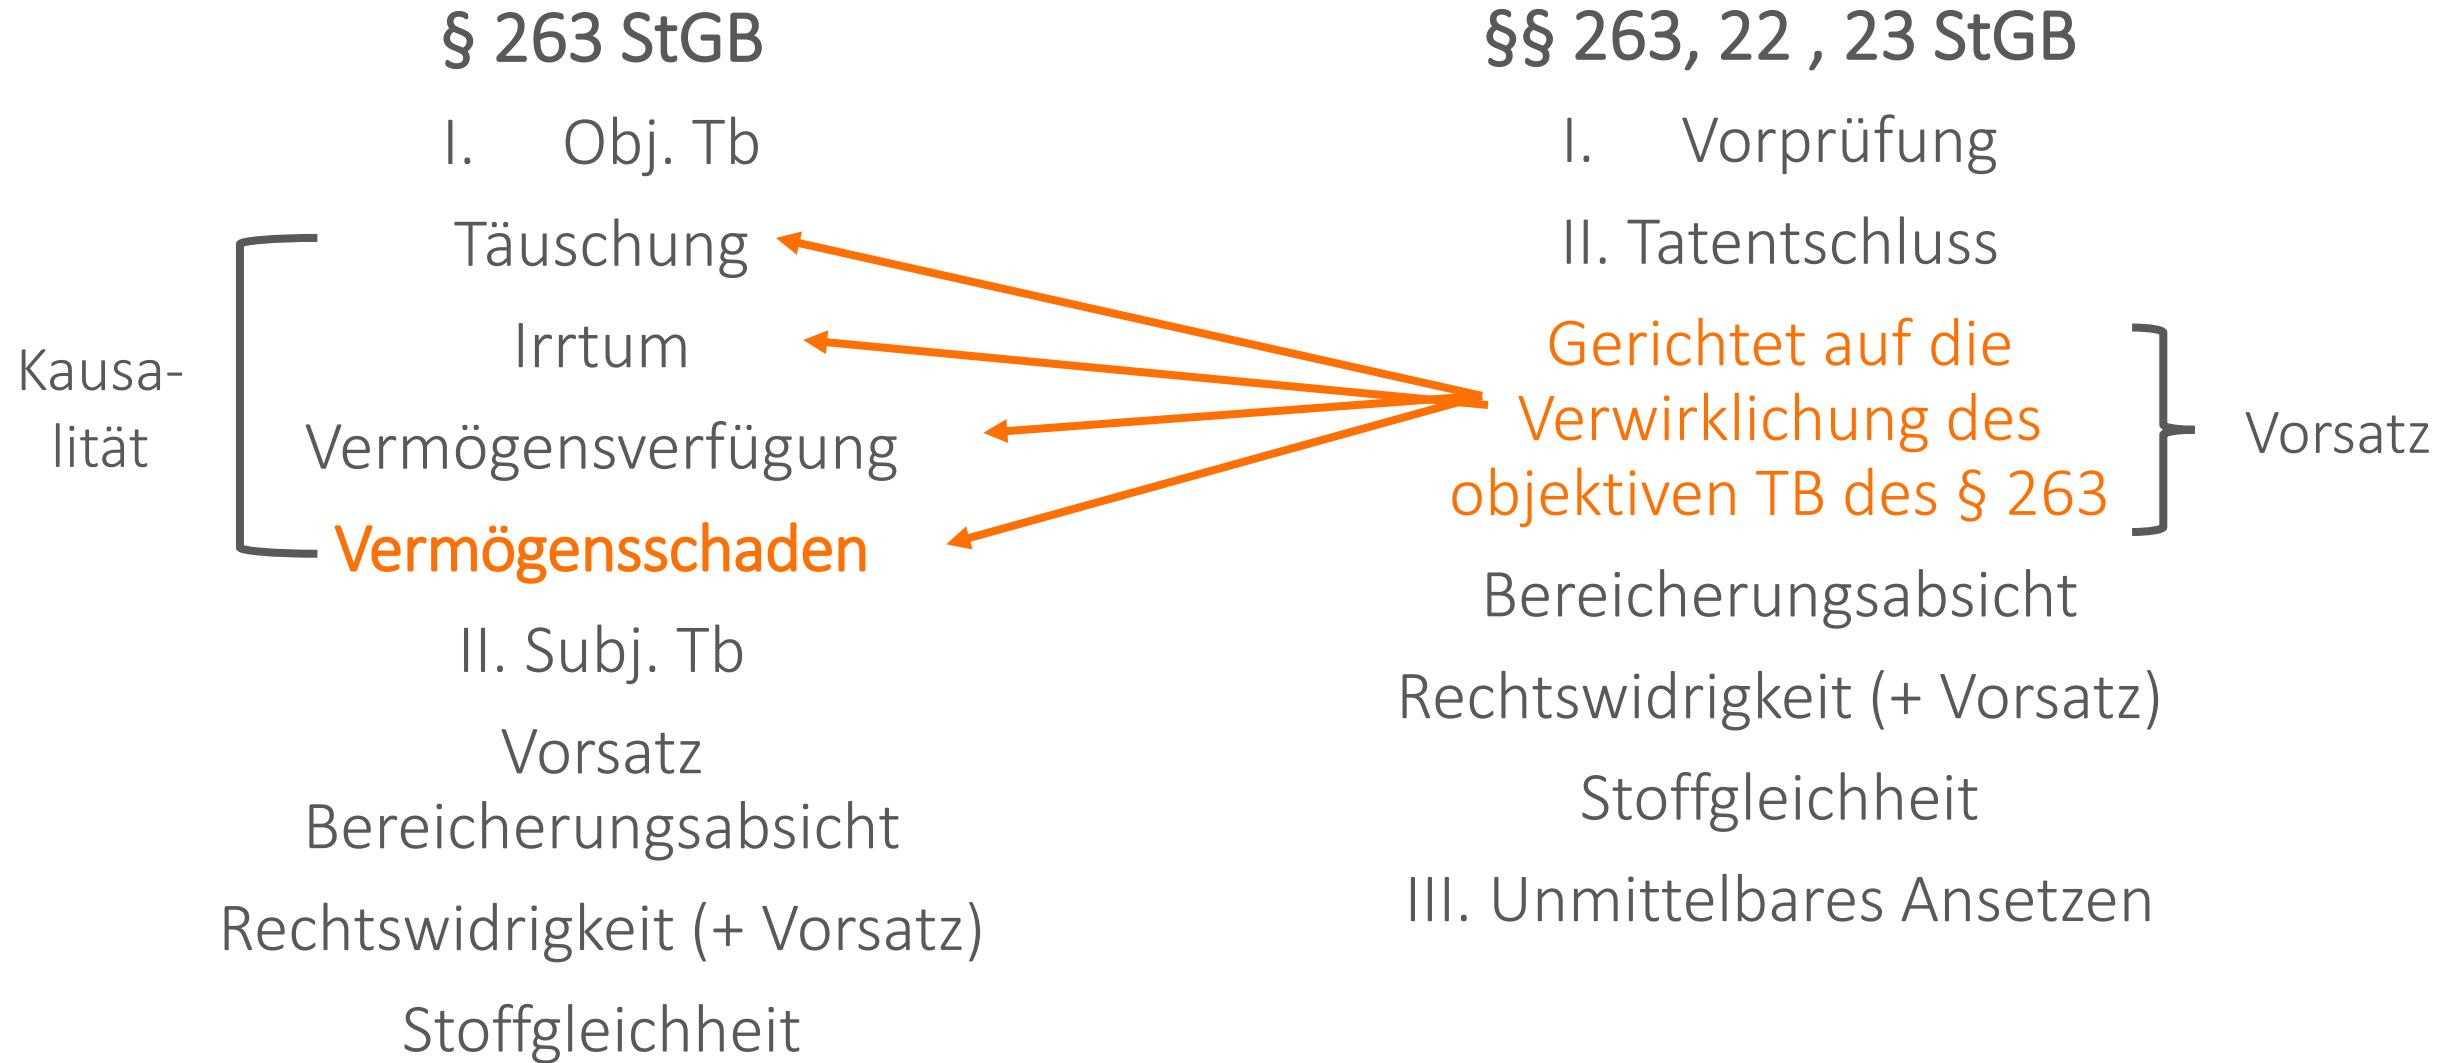 § 263 StGB
I. Obj. Tb
Täuschung
Irrtum
Vermögensverfügung
Vermögensschaden
Kausa-
lität
II. Subj. Tb
Vorsatz
Bereicherungsabsicht
Rechtswidrigkeit (+ Vorsatz)
Stoffgleichheit
§§ 263, 22 , 23 StGB
I. Vorprüfung
II. Tatentschluss
Gerichtet auf die
Verwirklichung des
objektiven TB des § 263
Vorsatz
Bereicherungsabsicht
Rechtswidrigkeit (+ Vorsatz)
Stoffgleichheit
III. Unmittelbares Ansetzen